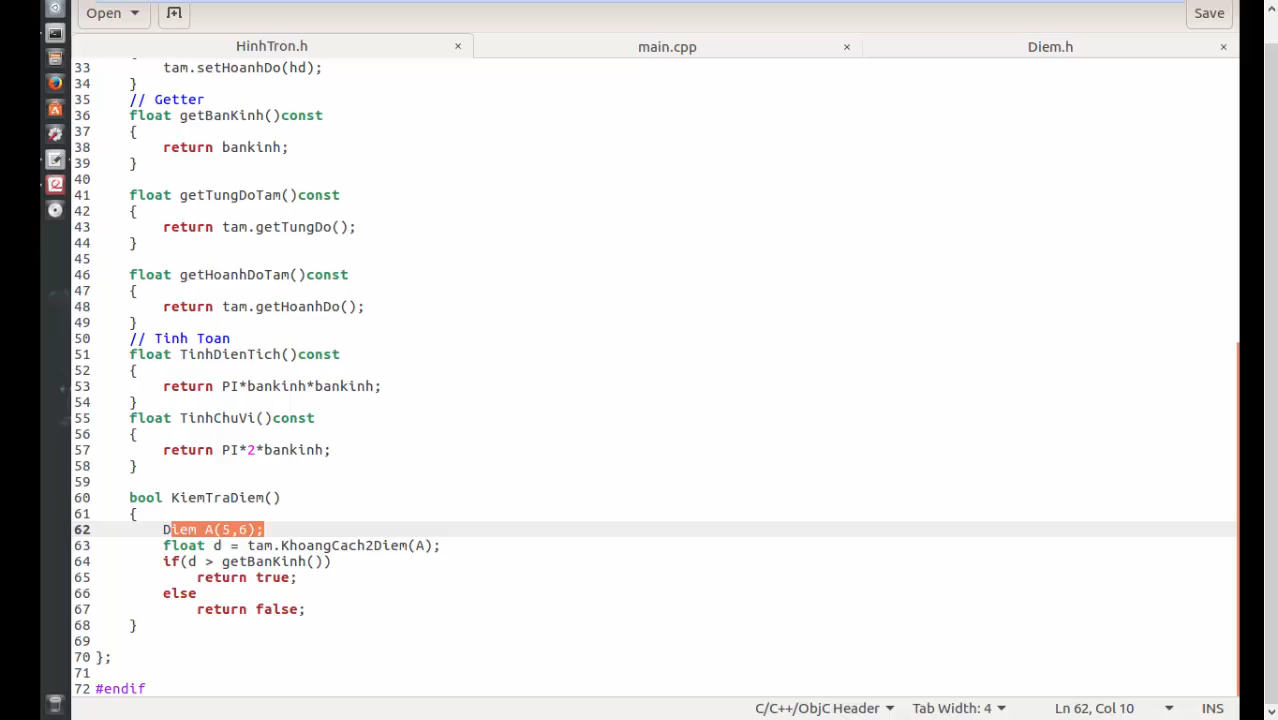 Open
Save
HinhTron.h × main.cpp × Diem.h ×
33 tam.setHoanhDo(hd);
34 }
35 // Getter
36 float getBanKinh()const
37 {
38 return bankinh;
39 }
40
41 float getTungDoTam()const
42 {
43 return tam.getTungDo();
44 }
45
46 float getHoanhDoTam()const
47 {
48 return tam.getHoanhDo();
49 }
50 // Tinh Toan
51 float TinhDienTich()const
52 {
53 return PI*bankinh*bankinh;
54 }
55 float TinhChuVi()const
56 {
57 return PI*2*bankinh;
58 }
59
60 bool KiemTraDiem()
61 {
62 Diem A(5,6);
63 float d = tam.KhoangCach2Diem(A);
64 if(d > getBanKinh())
65 return true;
66 else
67 return false;
68 }
69
70 };
71
72 #endif
C/C++/ObjC Header Tab Width: 4 Ln 62, Col 10 INS